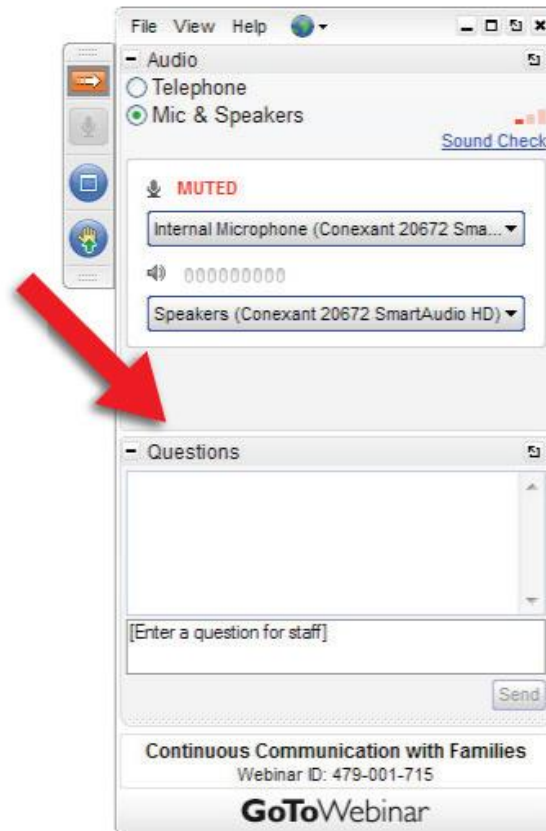 File View Help
Audio
Telephone
Mic & Speakers
Sound Check
MUTED
Internal Microphone (Conexant 20672 Sma...
000000000
Speakers (Conexant 20672 SmartAudio HD)
Questions
[Enter a question for staff]
Send
Continuous Communication with Families
Webinar ID: 479-001-715
GoToWebinar